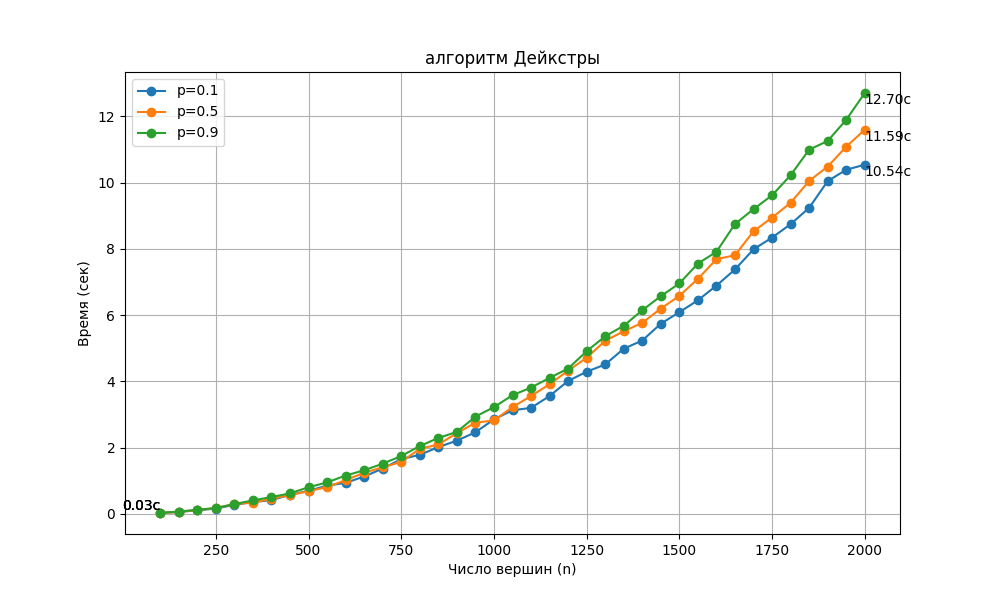 алгоритм Дейкстры
p=0.1
p=0.5
p=0.9
Время (сек)
12
10
8
6
4
2
0
12.70с
11.59с
10.54с
0.03с
250
500
750
1000
1250
1500
1750
2000
Число вершин (n)